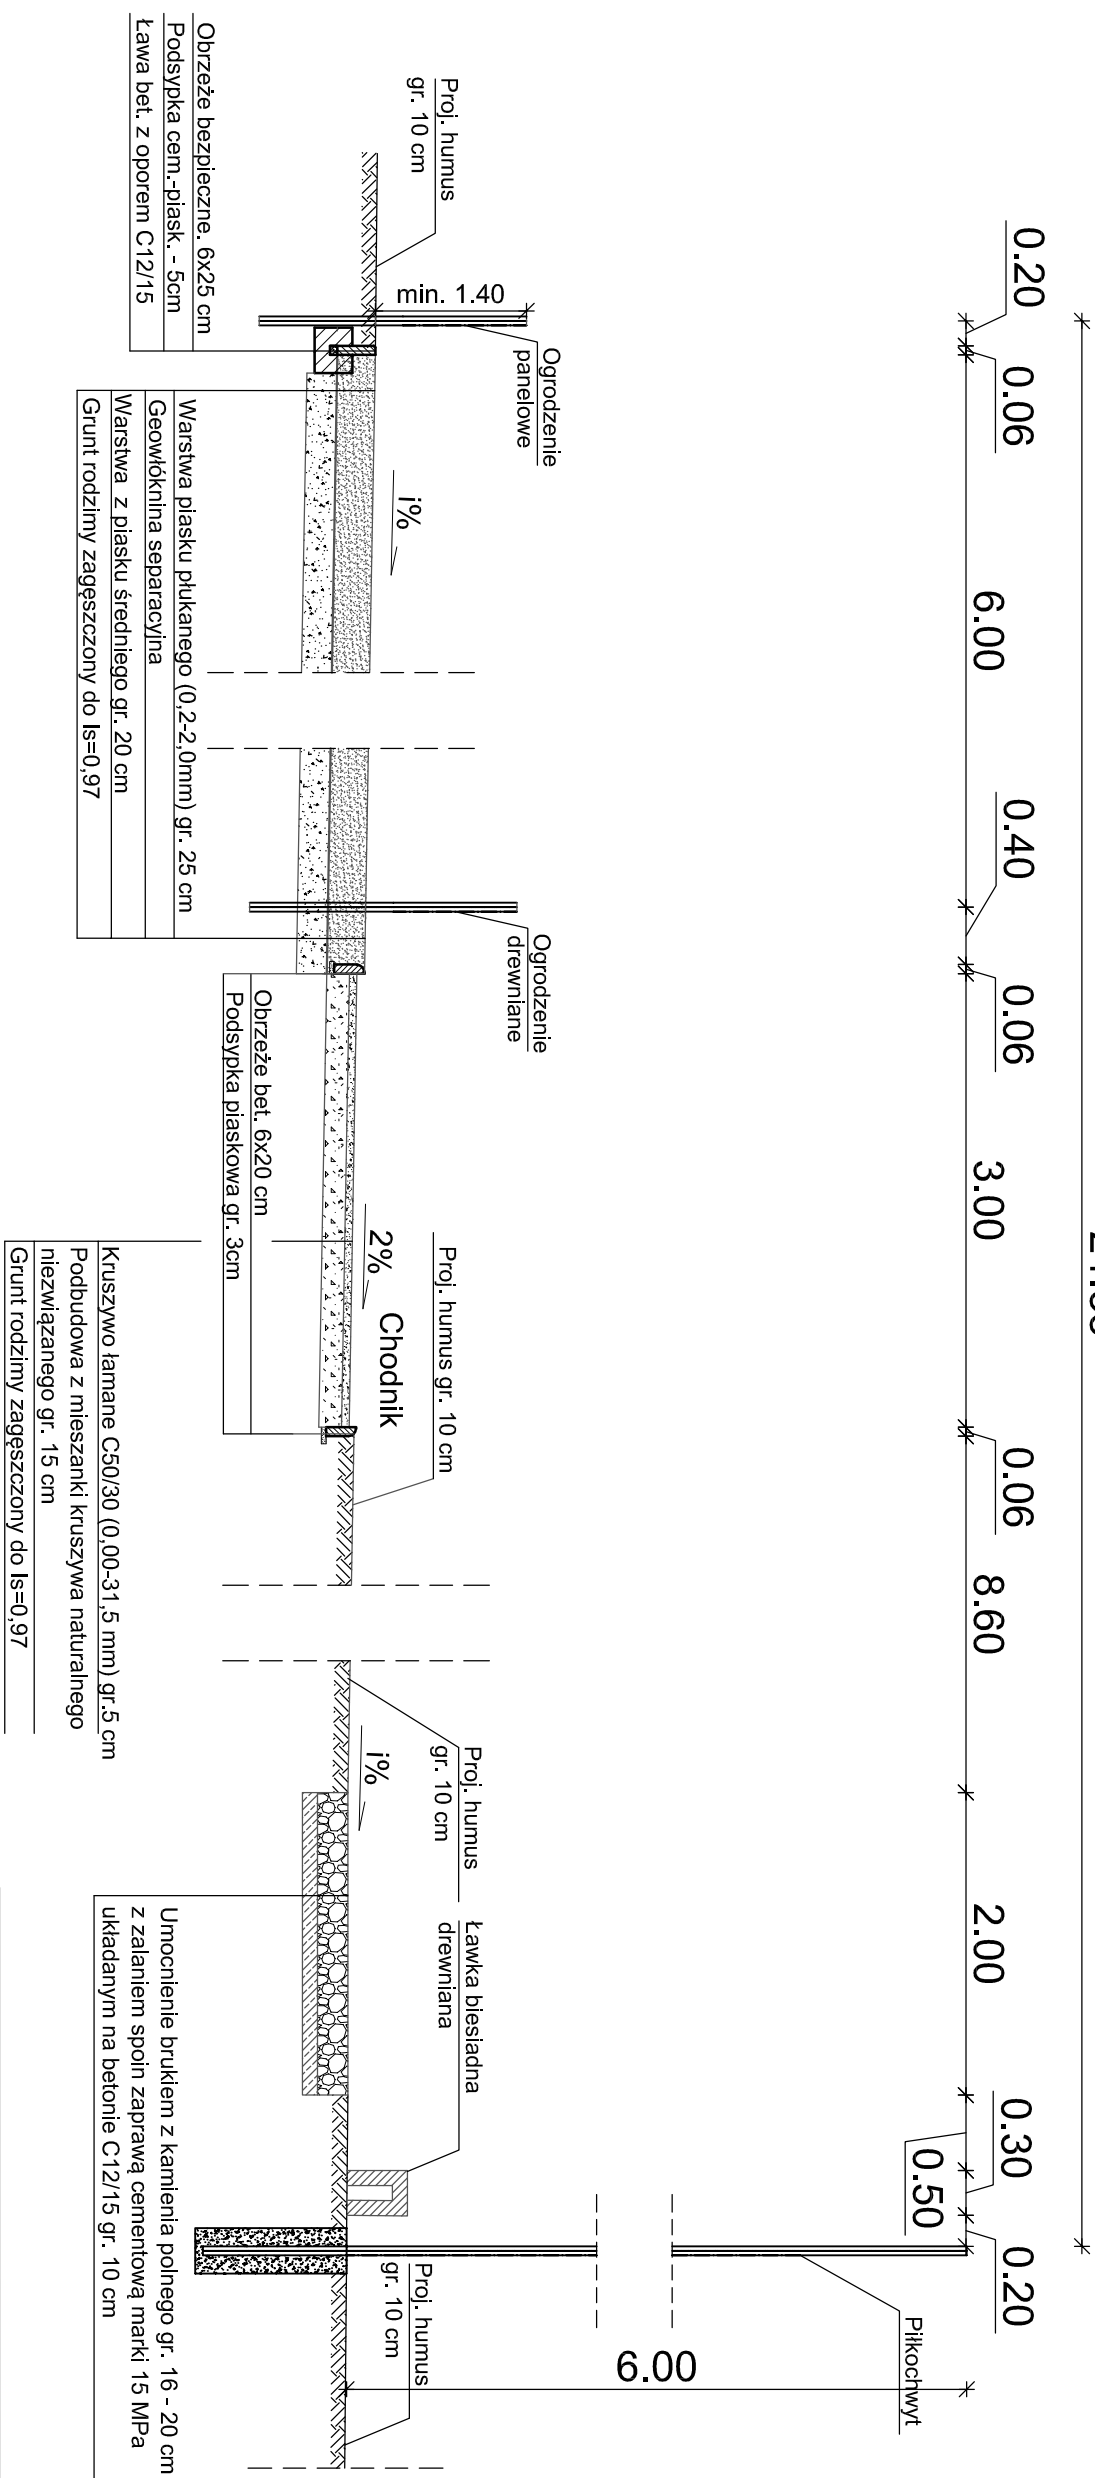 0.20
0.06
6.00
0.40
0.06
3.00
0.06
8.60
2.00
0.30
0.50
0.20
Proj. humus
gr. 10 cm
min. 1.40
Ogrodzenie
panelowe
i%
Ogrodzenie
drewniane
2%
Chodnik
Proj. humus gr. 10 cm
Proj. humus
gr. 10 cm
i%
Ławka biesiadna
drewniana
Piłkochwyt
6.00
Proj. humus
gr. 10 cm
Obrzeże bezpieczne. 6x25 cm
Podsypka cem.-piask. - 5cm
Ława bet. z oporem C12/15
Warstwa piasku płukanego (0,2-2,0mm) gr. 25 cm
Geowłóknina separacyjna
Warstwa z piasku średniego gr. 20 cm
Grunt rodzimy zagęszczony do Is=0,97
Obrzeże bet. 6x20 cm
Podsypka piaskowa gr. 3cm
Kruszywo łamane C50/30 (0,00-31,5 mm) gr.5 cm
Podbudowa z mieszanki kruszywa naturalnego
niezwiązanego gr. 15 cm
Grunt rodzimy zagęszczony do Is=0,97
Umocnienie brukiem z kamienia polnego gr. 16 - 20 cm
z zalaniem spoin zaprawą cementową marki 15 MPa
układanym na betonie C12/15 gr. 10 cm